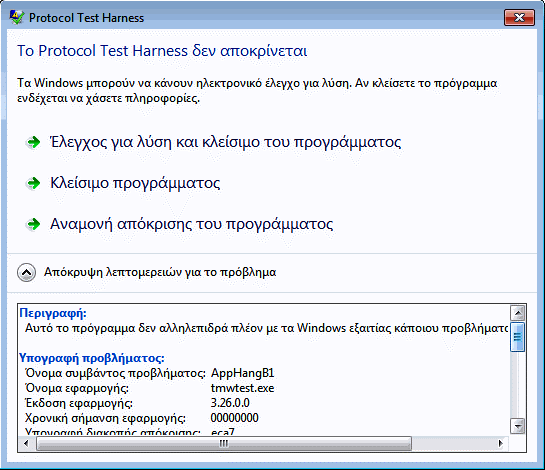 Protocol Test Harness
Το Protocol Test Harness δεν αποκρίνεται
Τα Windows μπορούν να κάνουν ηλεκτρονικό έλεγχο για λύση. Αν κλείσετε το πρόγραμμα
ενδέχεται να χάσετε πληροφορίες.
Έλεγχος για λύση και κλείσιμο του προγράμματος
Κλείσιμο προγράμματος
Αναμονή απόκρισης του προγράμματος
Απόκρυψη λεπτομερειών για το πρόβλημα
Περιγραφή:
Αυτό το πρόγραμμα δεν αλληλεπιδρά πλέον με τα Windows εξαιτίας κάποιου προβλήματο
Υπογραφή προβλήματος:
Όνομα συμβάντος προβλήματος: AppHangB1
Όνομα εφαρμογής: tmwtest.exe
Έκδοση εφαρμογής: 3.26.0.0
Χρονική σήμανση εφαρμογής: 00000000
Υπογραφή διακοπής απόκρισης: eca7